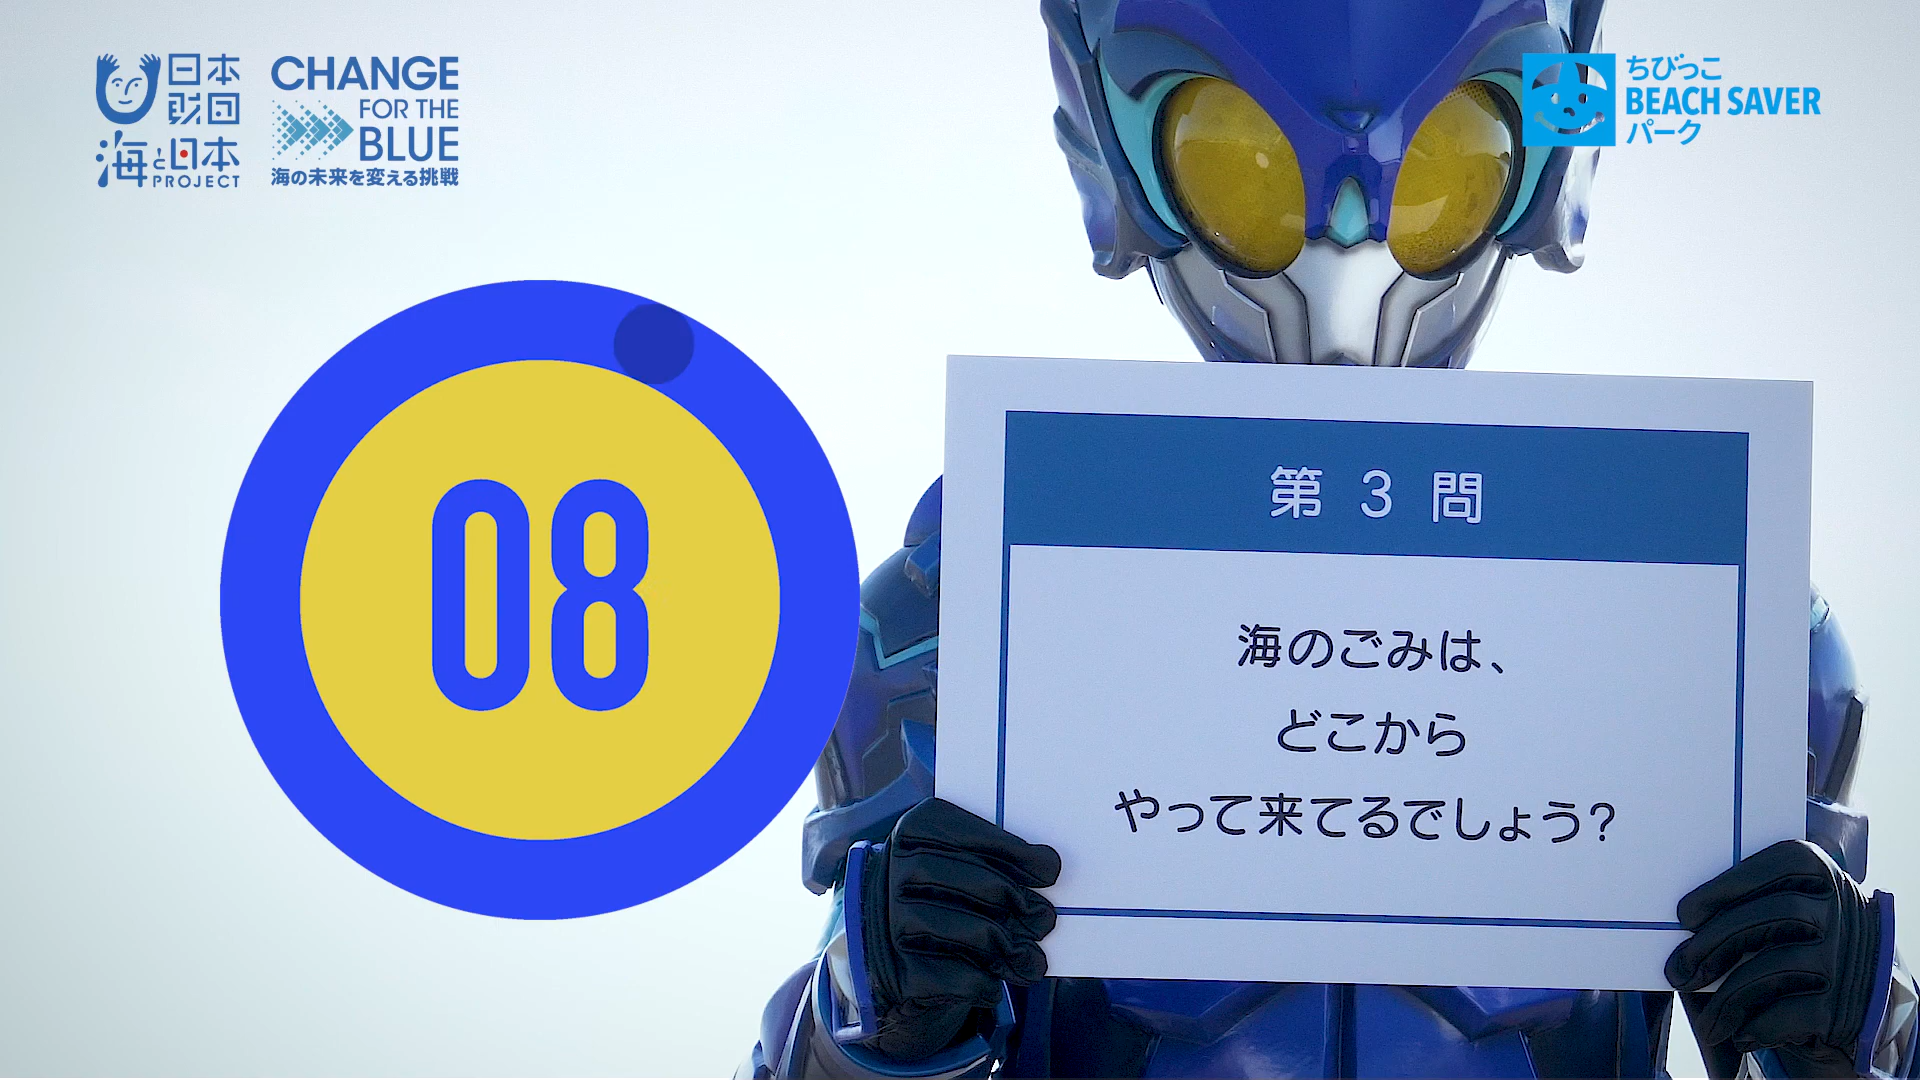 日本
財団
海と日本
PROJECT
CHANGE
FOR THE
BLUE
海の未来を変える挑戦
ちびっこ
BEACH SAVER
パーク
08
第3問
海のごみは、
どこから
やって来てるでしょう?